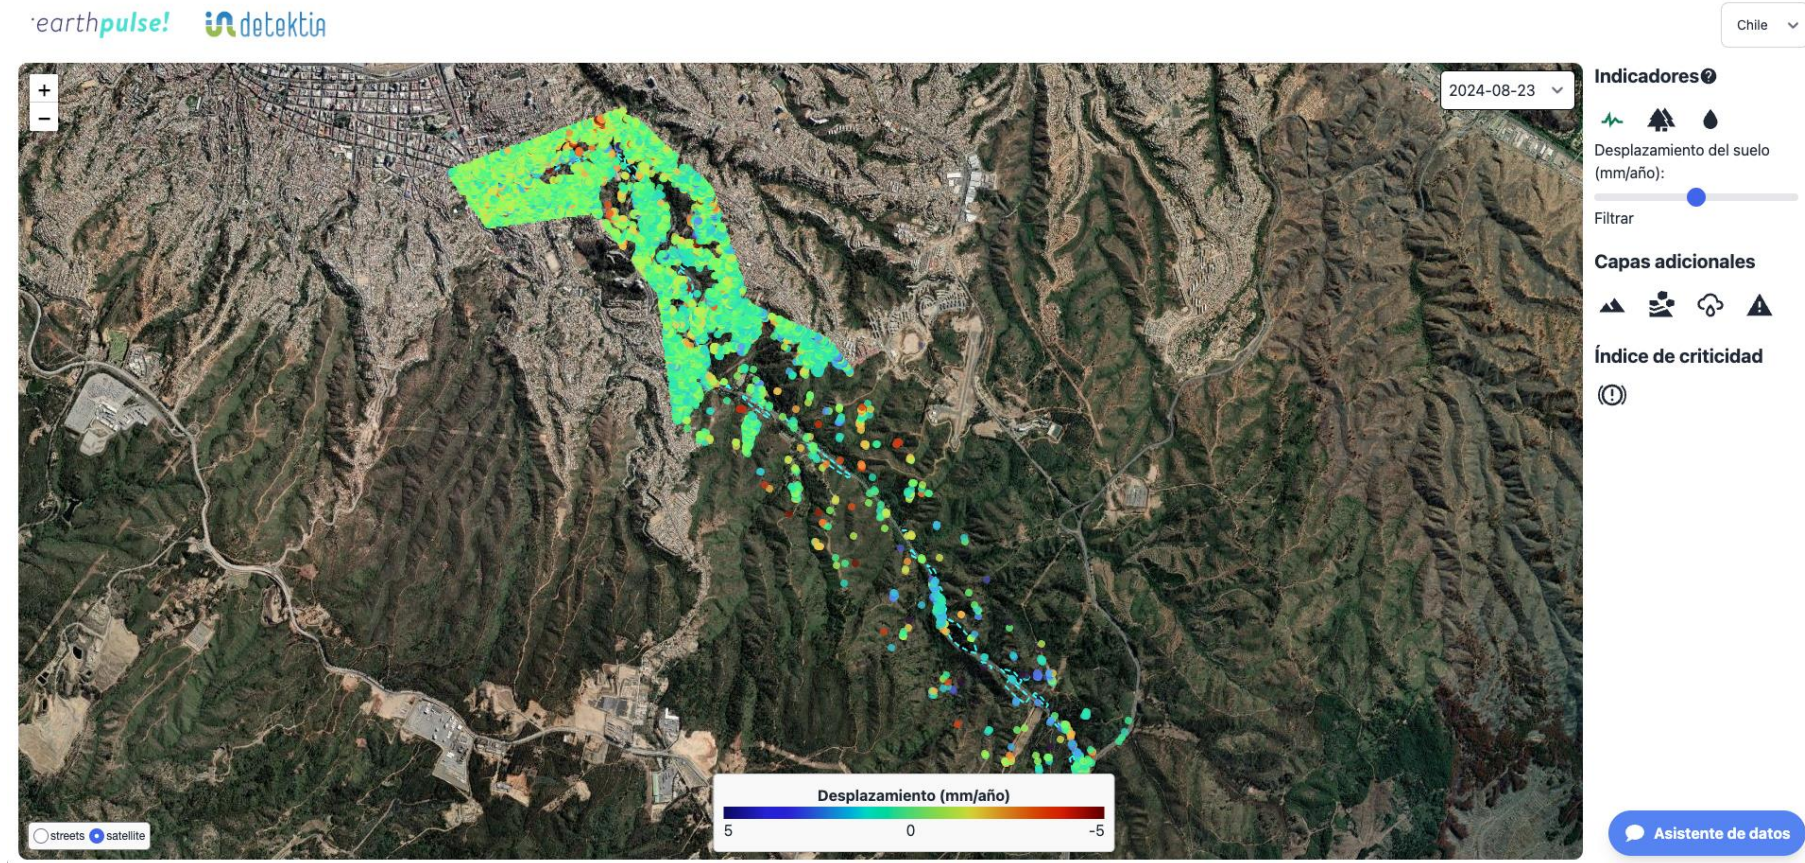 earthpulse!
detektia
Chile
+
−
2024-08-23
Indicadores
Desplazamiento del suelo
(mm/año):
Filtrar
Capas adicionales
Índice de criticidad
Desplazamiento (mm/año)
5 0 -5
streets satellite
Asistente de datos